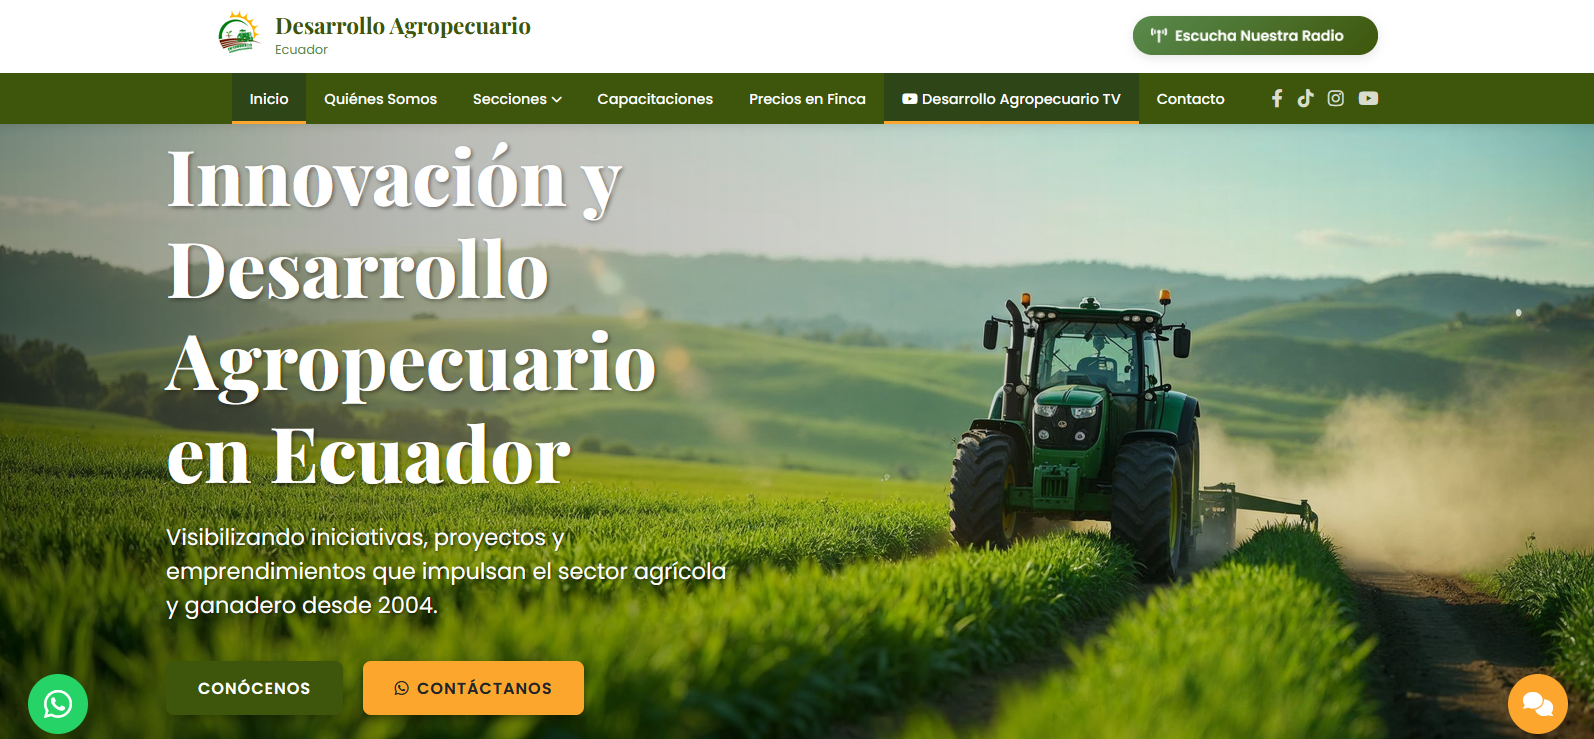 Desarrollo Agropecuario
Ecuador
Escucha Nuestra Radio
Inicio
Quiénes Somos
Secciones
Capacitaciones
Precios en Finca
Desarrollo Agropecuario TV
Contacto
Innovación y
Desarrollo
Agropecuario
en Ecuador
Visibilizando iniciativas, proyectos y
emprendimientos que impulsan el sector agrícola
y ganadero desde 2004.
CONÓCENOS
CONTÁCTANOS